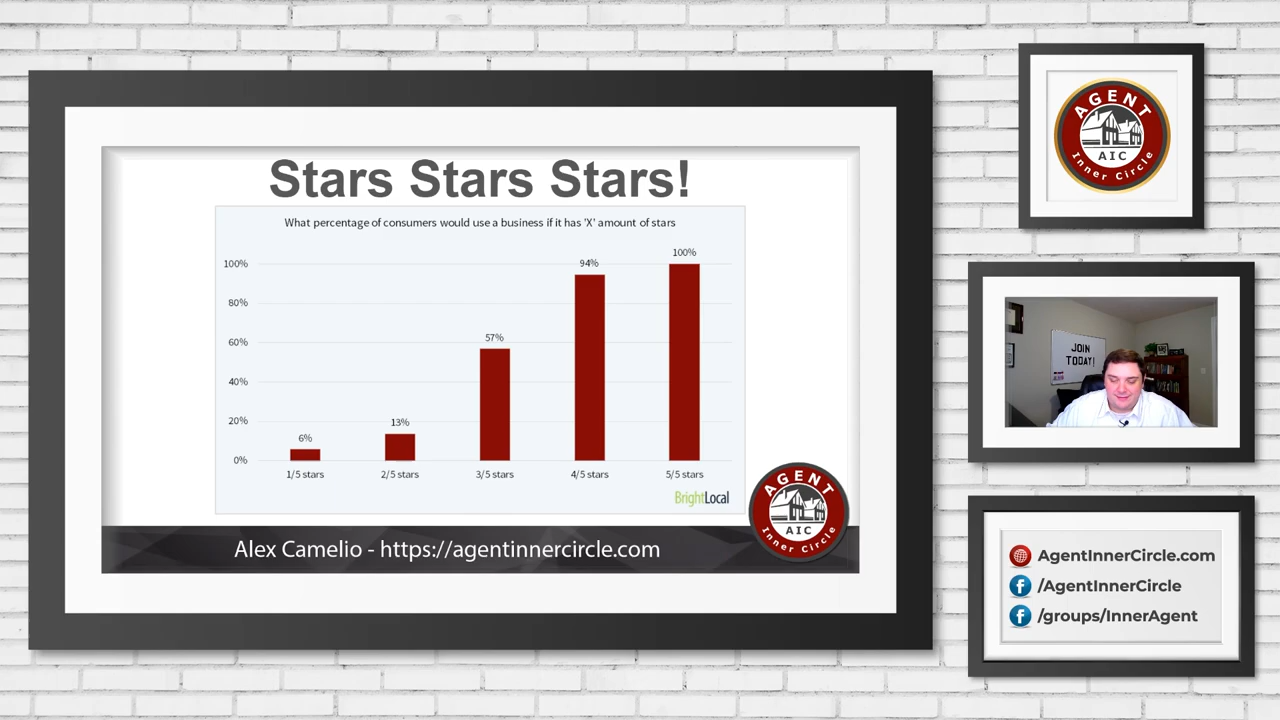 Stars Stars Stars!
What percentage of consumers would use a business if it has 'X' amount of stars
100%
80%
60%
40%
20%
0%
6%
13%
57%
94%
100%
1/5 stars
2/5 stars
3/5 stars
4/5 stars
5/5 stars
BrightLocal
Alex Camelio - https://agentinnercircle.com
AGENT
AIC
Inner Circle
AGENT
AIC
Inner Circle
JOIN
TODAY!
AgentInnerCircle.com
/AgentInnerCircle
/groups/InnerAgent